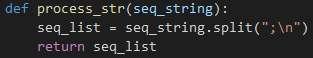 def process_str(seq_string):
    seq_list = seq_string.split(";\n")
    return seq_list